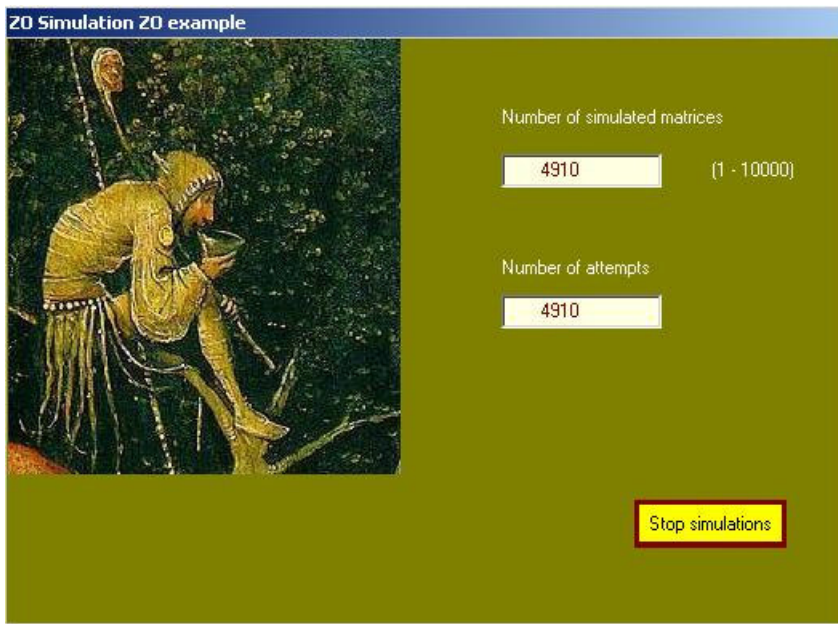 ZO Simulation ZO example
Number of simulated matrices
4910 (1 - 10000)
Number of attempts
4910
Stop simulations